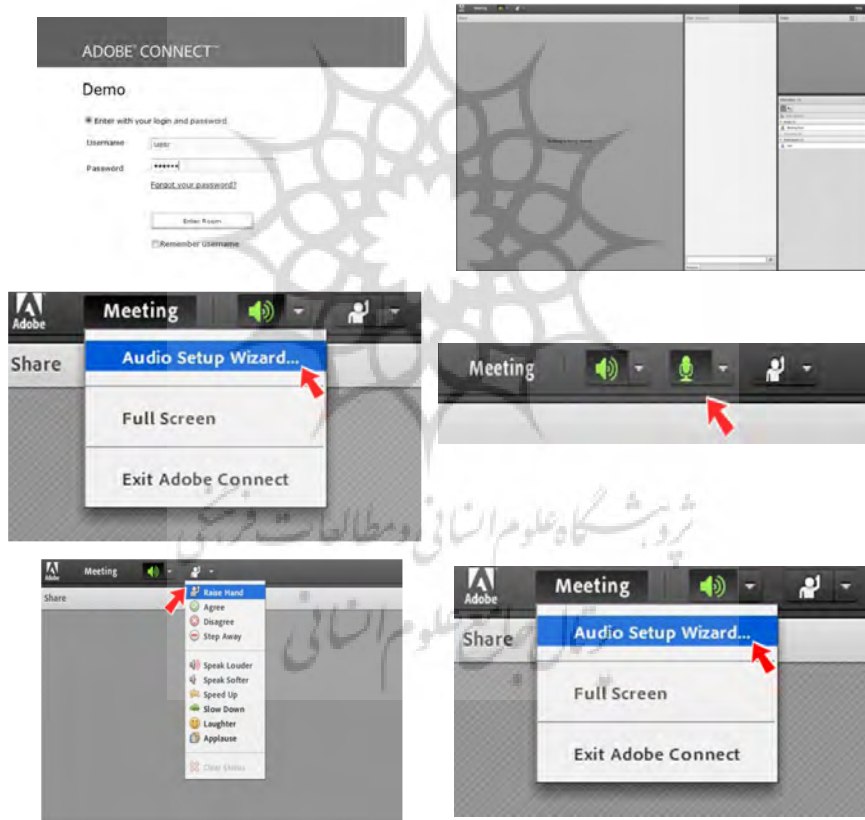 ADOBE® CONNECT™
Demo
Enter with your login and password
Username
user
Password
Forgot your password?
Enter Room
Remember username
Meeting
Adobe
Meeting
Share
Audio Setup Wizard...
Full Screen
Exit Adobe Connect
Meeting
پژوهشگاه علوم انسانی و مطالعات فرهنگی
پرتال جامع علوم انسانی
Adobe
Meeting
Share
Raise Hand
Agree
Disagree
Step Away
Speak Louder
Speak Softer
Speed Up
Slow Down
Laughter
Applause
Clear Status
Adobe
Meeting
Share
Audio Setup Wizard...
Full Screen
Exit Adobe Connect